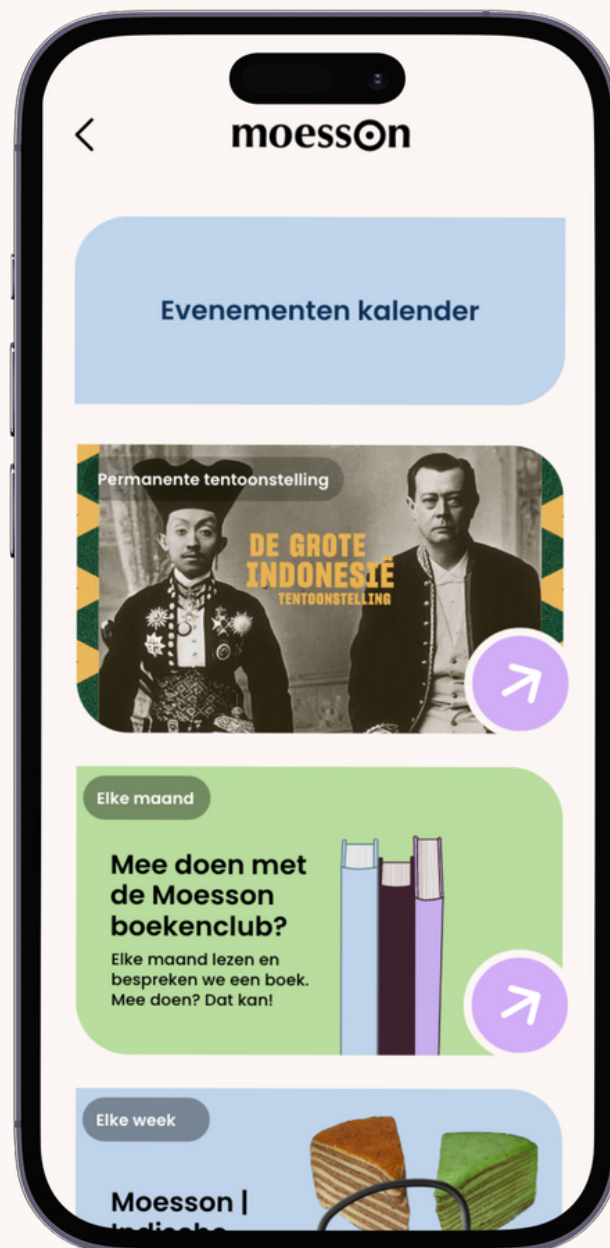 moesson
Evenementen kalender
Permanente tentoonstelling
DE GROTE
INDONESIË
TENTOONSTELLING
Elke maand
Mee doen met
de Moesson
boekenclub?
Elke maand lezen en
bespreken we een boek.
Mee doen? Dat kan!
Elke week
Moesson |
Indische